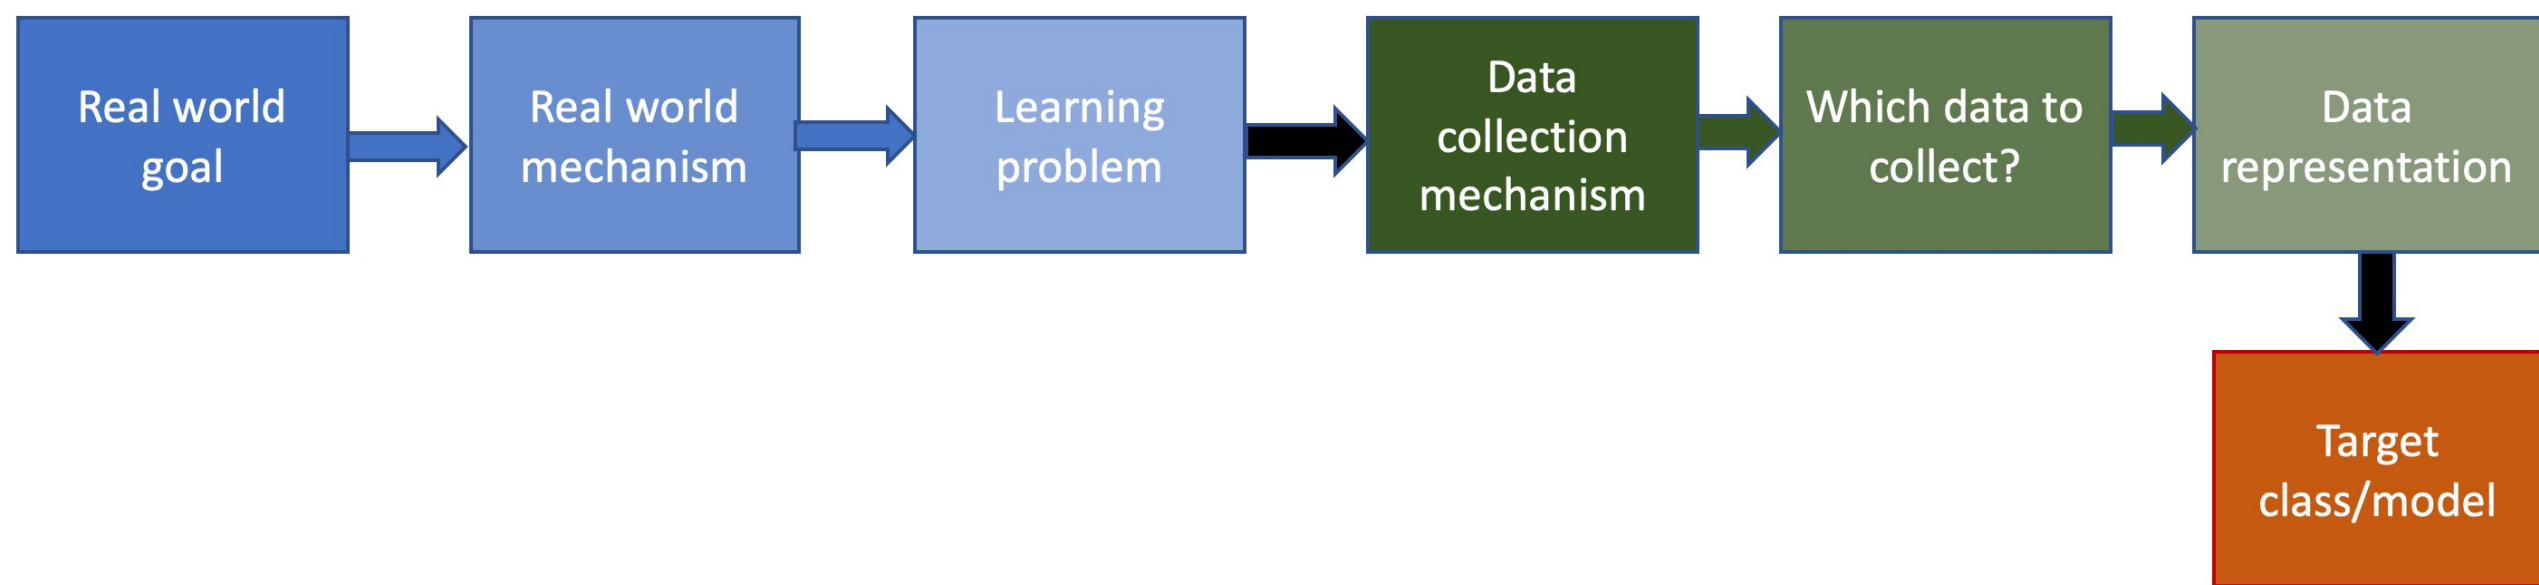 Real world
goal
Real world
mechanism
Learning
problem
Data
collection
mechanism
Which data to
collect?
Data
representation
Target
class/model